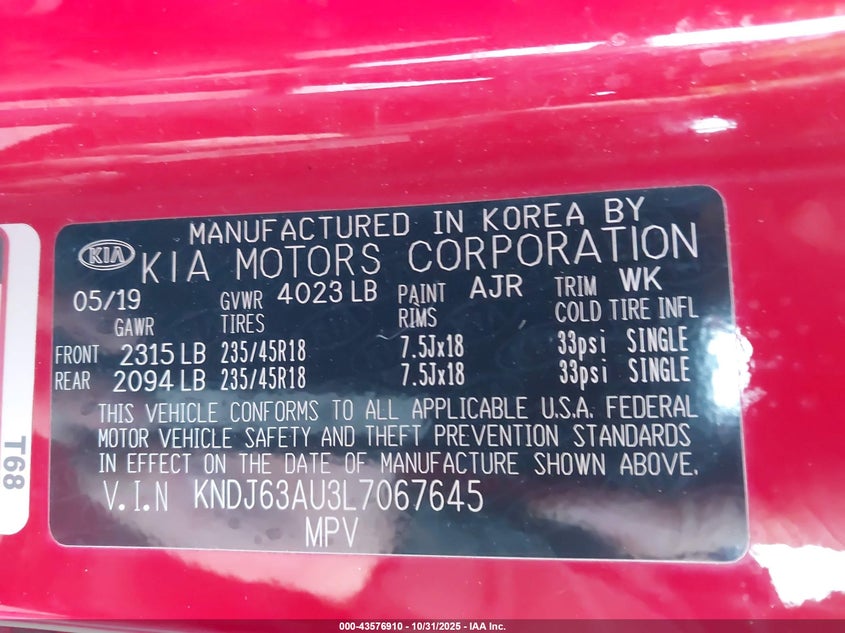 MANUFACTURED IN KOREA BY
KIA KIA MOTORS CORPORATION
05/19 GVWR 4023 LB PAINT AJR TRIM WK
GAWR TIRES RIMS COLD TIRE INFL
FRONT 2315 LB 235/45R18 7.5Jx18 33psi SINGLE
REAR 2094 LB 235/45R18 7.5Jx18 33psi SINGLE
THIS VEHICLE CONFORMS TO ALL APPLICABLE U.S.A. FEDERAL
MOTOR VEHICLE SAFETY AND THEFT PREVENTION STANDARDS
IN EFFECT ON THE DATE OF MANUFACTURE SHOWN ABOVE.
V.I.N KNDJ63AU3L7067645
MPV
T68
000-43576910 - 10/31/2025 - IAA Inc.